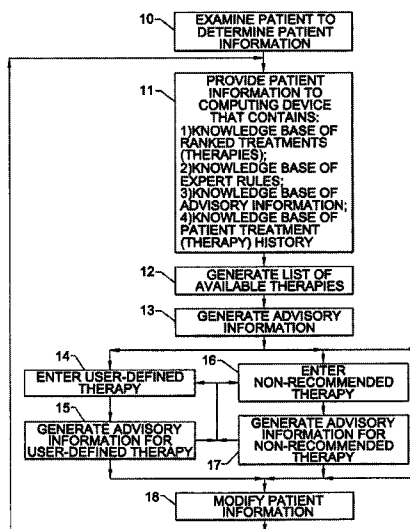 10
EXAMINE PATIENT TO
DETERMINE PATIENT
INFORMATION
11
PROVIDE PATIENT
INFORMATION TO
COMPUTING DEVICE
THAT CONTAINS:
1)KNOWLEDGE BASE OF
RANKED TREATMENTS
(THERAPIES);
2)KNOWLEDGE BASE OF
EXPERT RULES;
3)KNOWLEDGE BASE OF
ADVISORY INFORMATION;
4)KNOWLEDGE BASE OF
PATIENT TREATMENT
(THERAPY) HISTORY
12
GENERATE LIST OF
AVAILABLE THERAPIES
13
GENERATE ADVISORY
INFORMATION
14
ENTER USER-DEFINED
THERAPY
16
ENTER
NON-RECOMMENDED
THERAPY
15
GENERATE ADVISORY
INFORMATION FOR
USER-DEFINED THERAPY
GENERATE ADVISORY
INFORMATION FOR
NON-RECOMMENDED
THERAPY
17
18
MODIFY PATIENT
INFORMATION